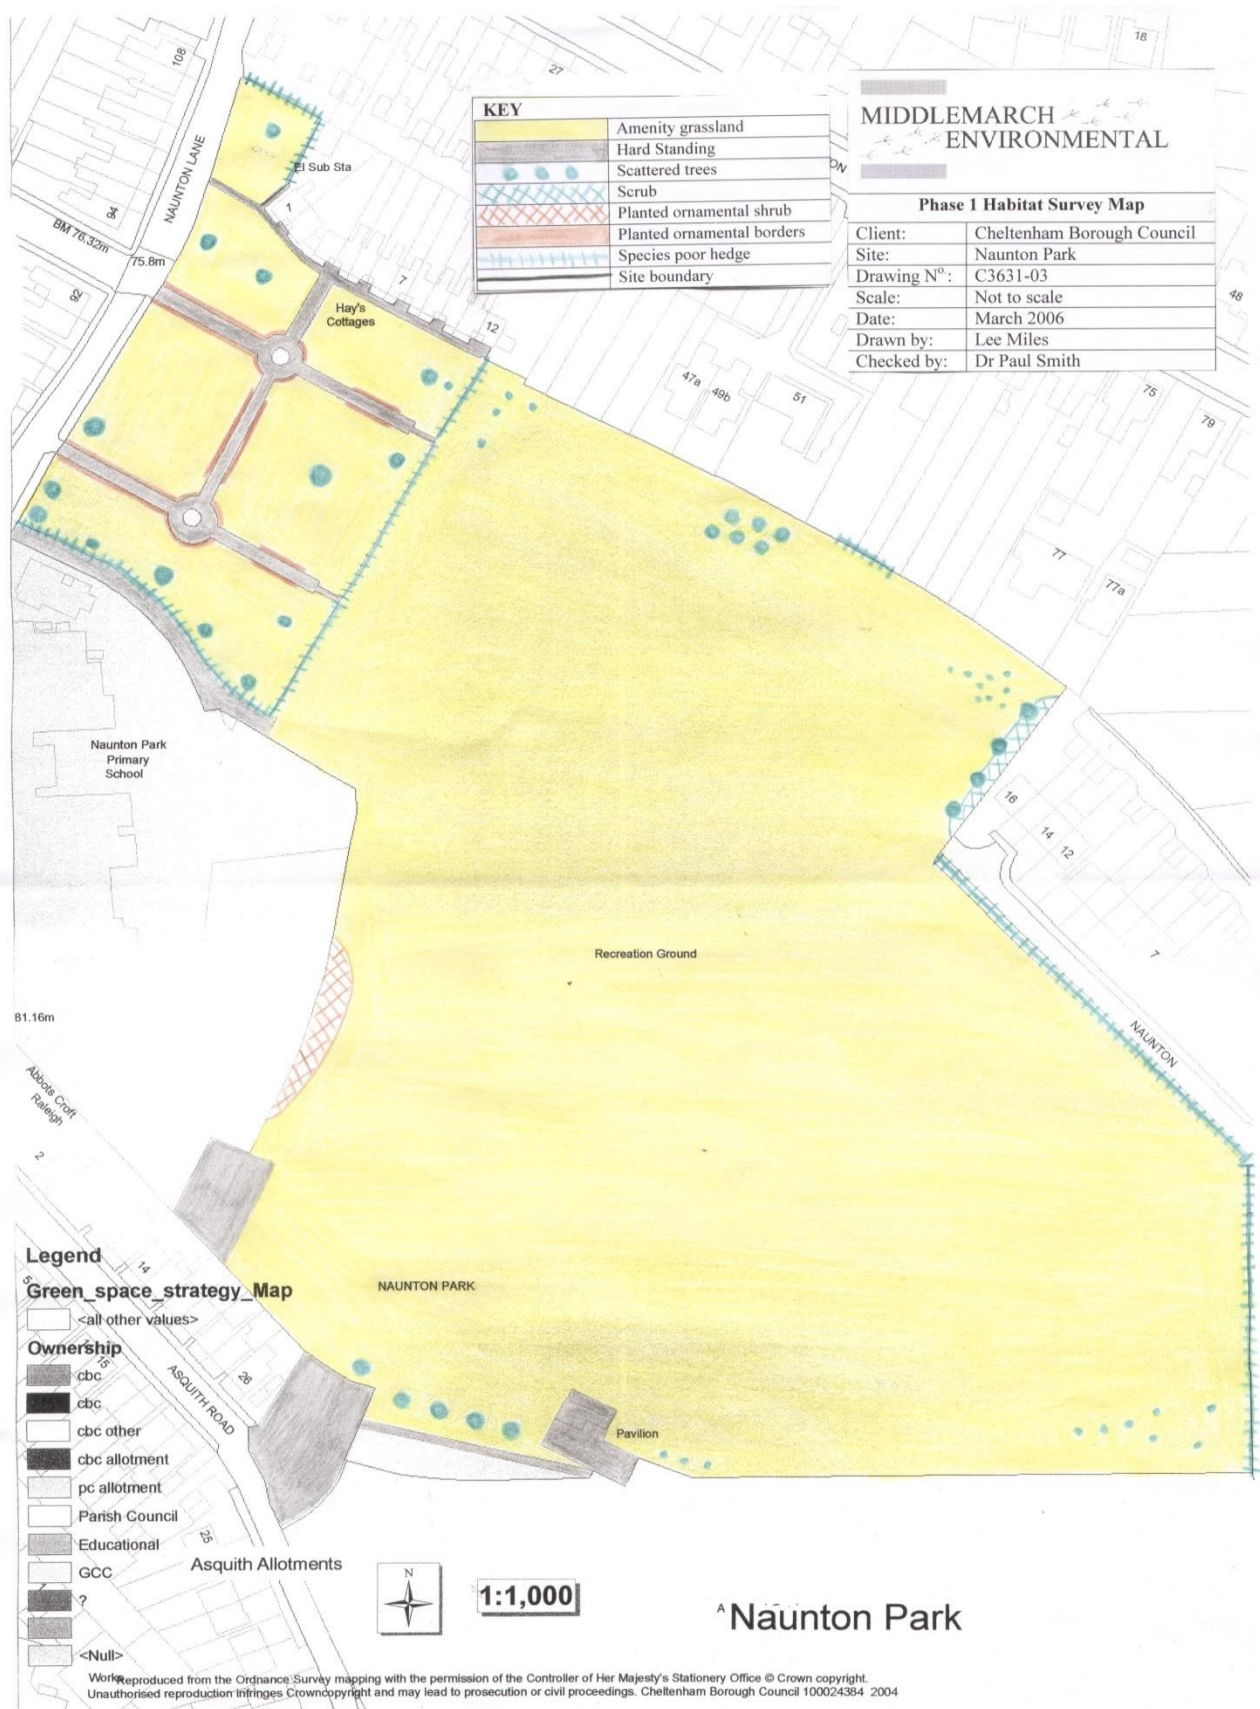 108
NAUNTON LANE
El Sub Sta
1
94
BM 76.32m
75.8m
92
7
Hay's
Cottages
12
27
18
48
47a
49b
51
75
79
77
77a
KEY
Amenity grassland
Hard Standing
Scattered trees
Scrub
Planted ornamental shrub
Planted ornamental borders
Species poor hedge
Site boundary
ON
MIDDLEMARCH
ENVIRONMENTAL
Phase 1 Habitat Survey Map
Client: Cheltenham Borough Council
Site: Naunton Park
Drawing Nº: C3631-03
Scale: Not to scale
Date: March 2006
Drawn by: Lee Miles
Checked by: Dr Paul Smith
Naunton Park
Primary
School
16
14
12
7
Recreation Ground
NAUNTON
81.16m
Abbots Croft
Raleigh
2
14
NAUNTON PARK
15
26
ASQUITH ROAD
Pavilion
25
Legend
Green_space_strategy_Map
<all other values>
Ownership
cbc
cbc
cbc other
cbc allotment
pc allotment
Parish Council
Educational
GCC
?
<Null>
Asquith Allotments
N
1:1,000
A
Naunton Park
Reproduced from the Ordnance Survey mapping with the permission of the Controller of Her Majesty's Stationery Office © Crown copyright.
Unauthorised reproduction infringes Crowncopyright and may lead to prosecution or civil proceedings. Cheltenham Borough Council 100024384 2004